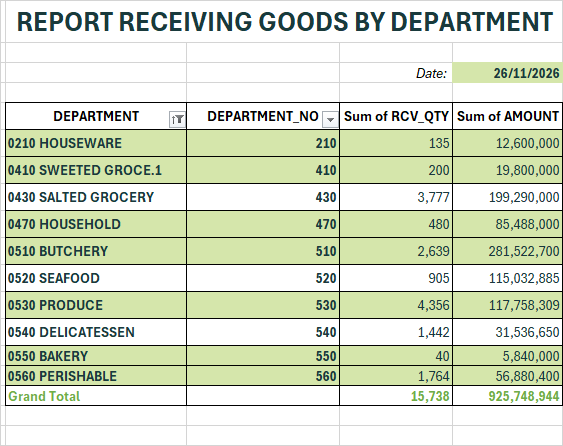 REPORT RECEIVING GOODS BY DEPARTMENT
Date: 26/11/2026
DEPARTMENT DEPARTMENT_NO Sum of RCV_QTY Sum of AMOUNT
0210 HOUSEWARE 210 135 12,600,000
0410 SWEETED GROCE.1 410 200 19,800,000
0430 SALTED GROCERY 430 3,777 199,290,000
0470 HOUSEHOLD 470 480 85,488,000
0510 BUTCHERY 510 2,639 281,522,700
0520 SEAFOOD 520 905 115,032,885
0530 PRODUCE 530 4,356 117,758,309
0540 DELICATESSEN 540 1,442 31,536,650
0550 BAKERY 550 40 5,840,000
0560 PERISHABLE 560 1,764 56,880,400
Grand Total 15,738 925,748,944